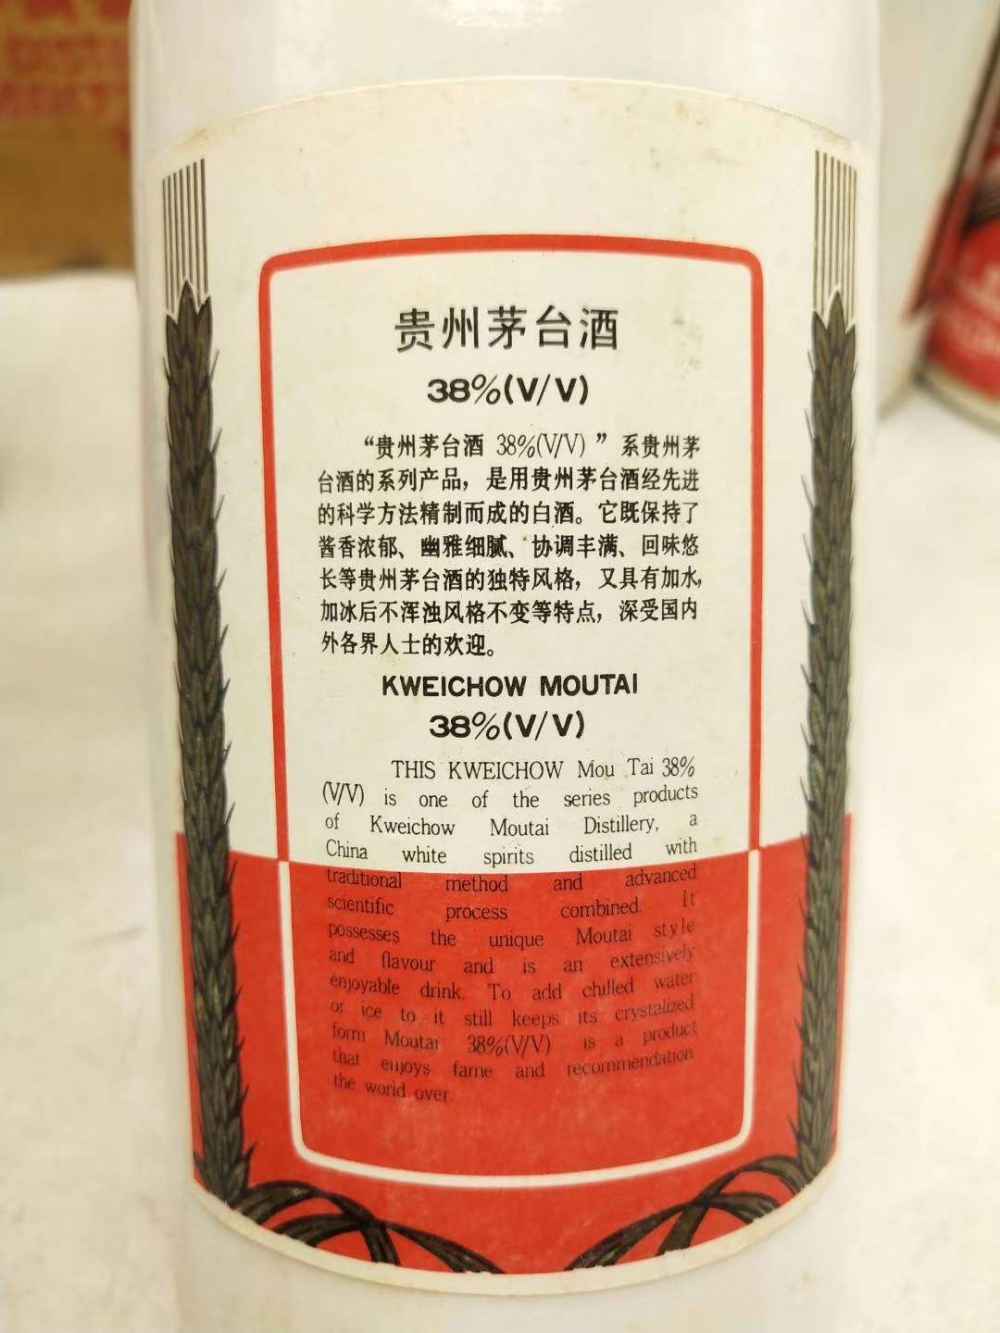 贵州茅台酒
38%(V/V)
“贵州茅台酒 38%(V/V)” 系贵州茅
台酒的系列产品，是用贵州茅台酒经先进
的科学方法精制而成的白酒。它既保持了
酱香浓郁、幽雅细腻、协调丰满、回味悠
长等贵州茅台酒的独特风格，又具有加水，
加冰后不浑浊风格不变等特点，深受国内
外各界人士的欢迎。
KWEICHOW MOUTAI
38%(V/V)
THIS KWEICHOW Mou Tai 38%
(V/V) is one of the series products
of Kweichow Moutai Distillery, a
China white spirits distilled with
traditional method and advanced
scientific process combined. It
possesses the unique Moutai style
and flavour and is an extensively
enjoyable drink. To add chilled water
or ice to it still keeps its crystalized
form Moutai 38%(V/V) is a product
that enjoys fame and recommendation
the world over.